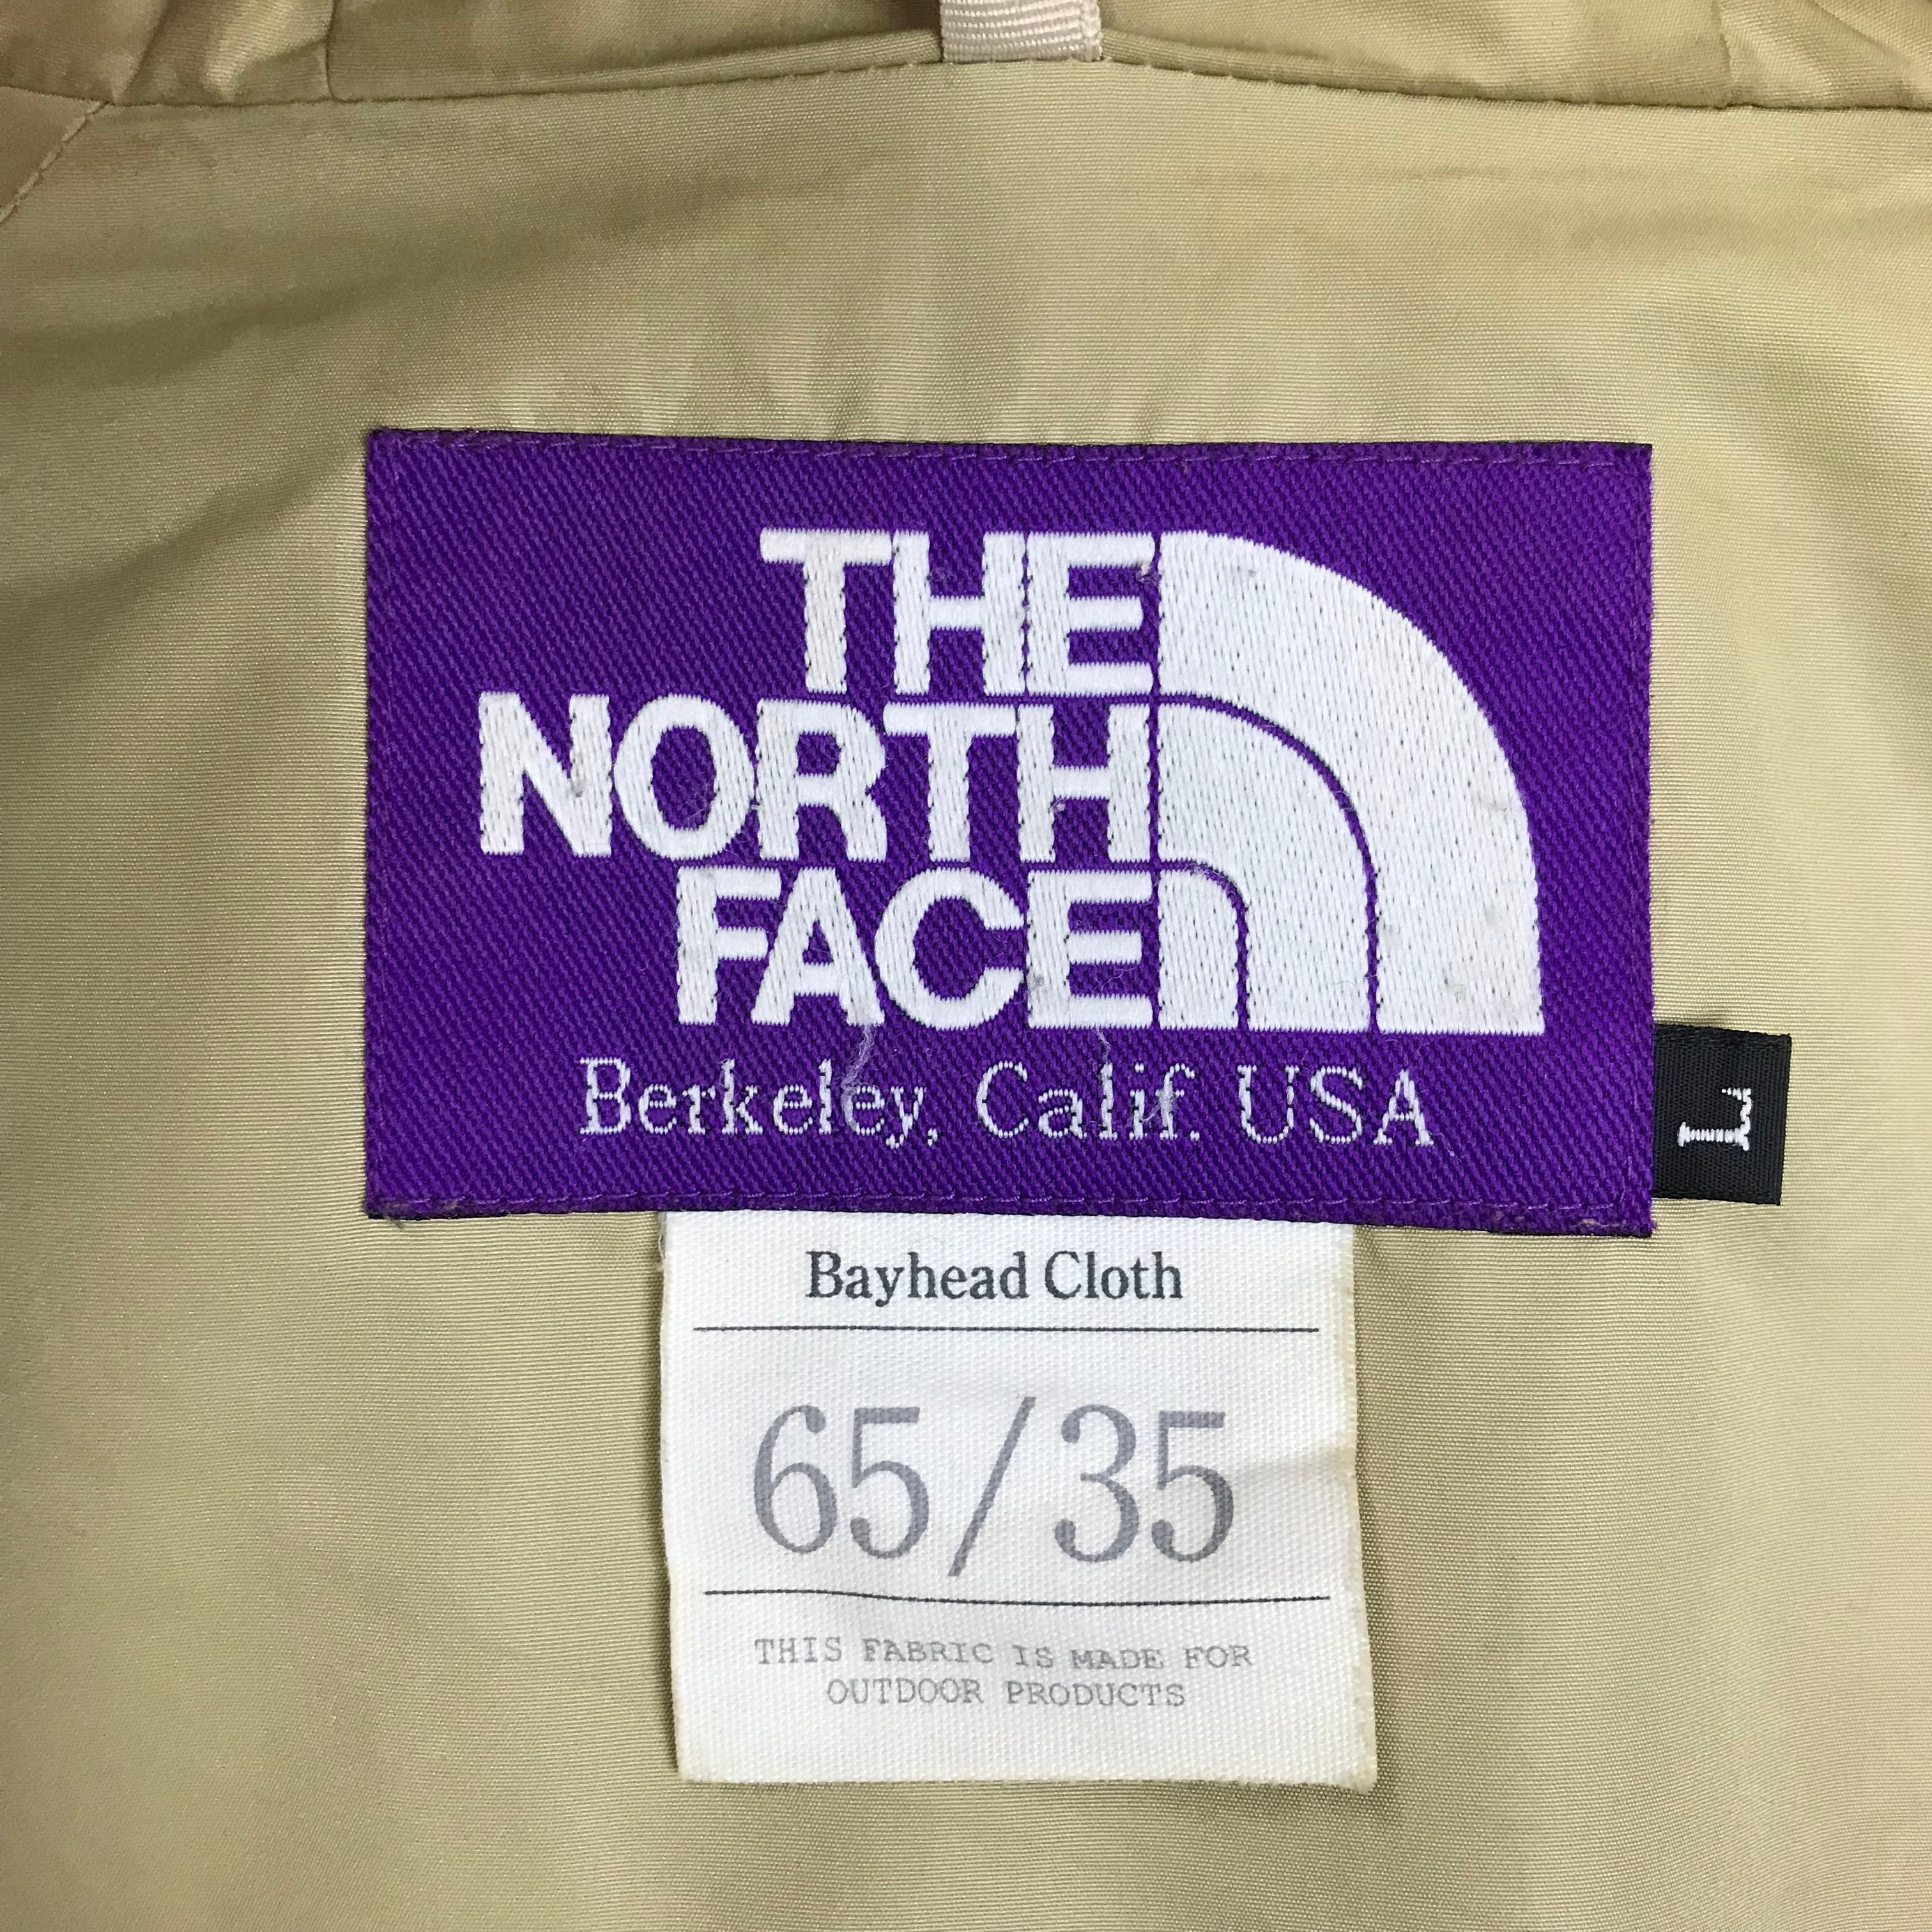 THE
NORTH
FACE
Berkeley, Calif. USA
L
Bayhead Cloth
65/35
THIS FABRIC IS MADE FOR
OUTDOOR PRODUCTS